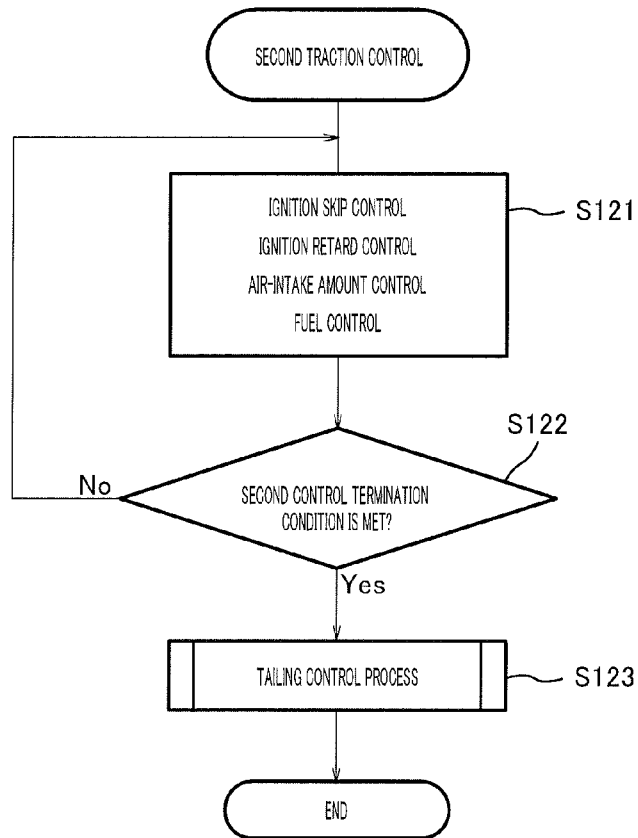 SECOND TRACTION CONTROL
IGNITION SKIP CONTROL
IGNITION RETARD CONTROL
AIR-INTAKE AMOUNT CONTROL
FUEL CONTROL
S121
S122
No
SECOND CONTROL TERMINATION
CONDITION IS MET?
Yes
TAILING CONTROL PROCESS
S123
END